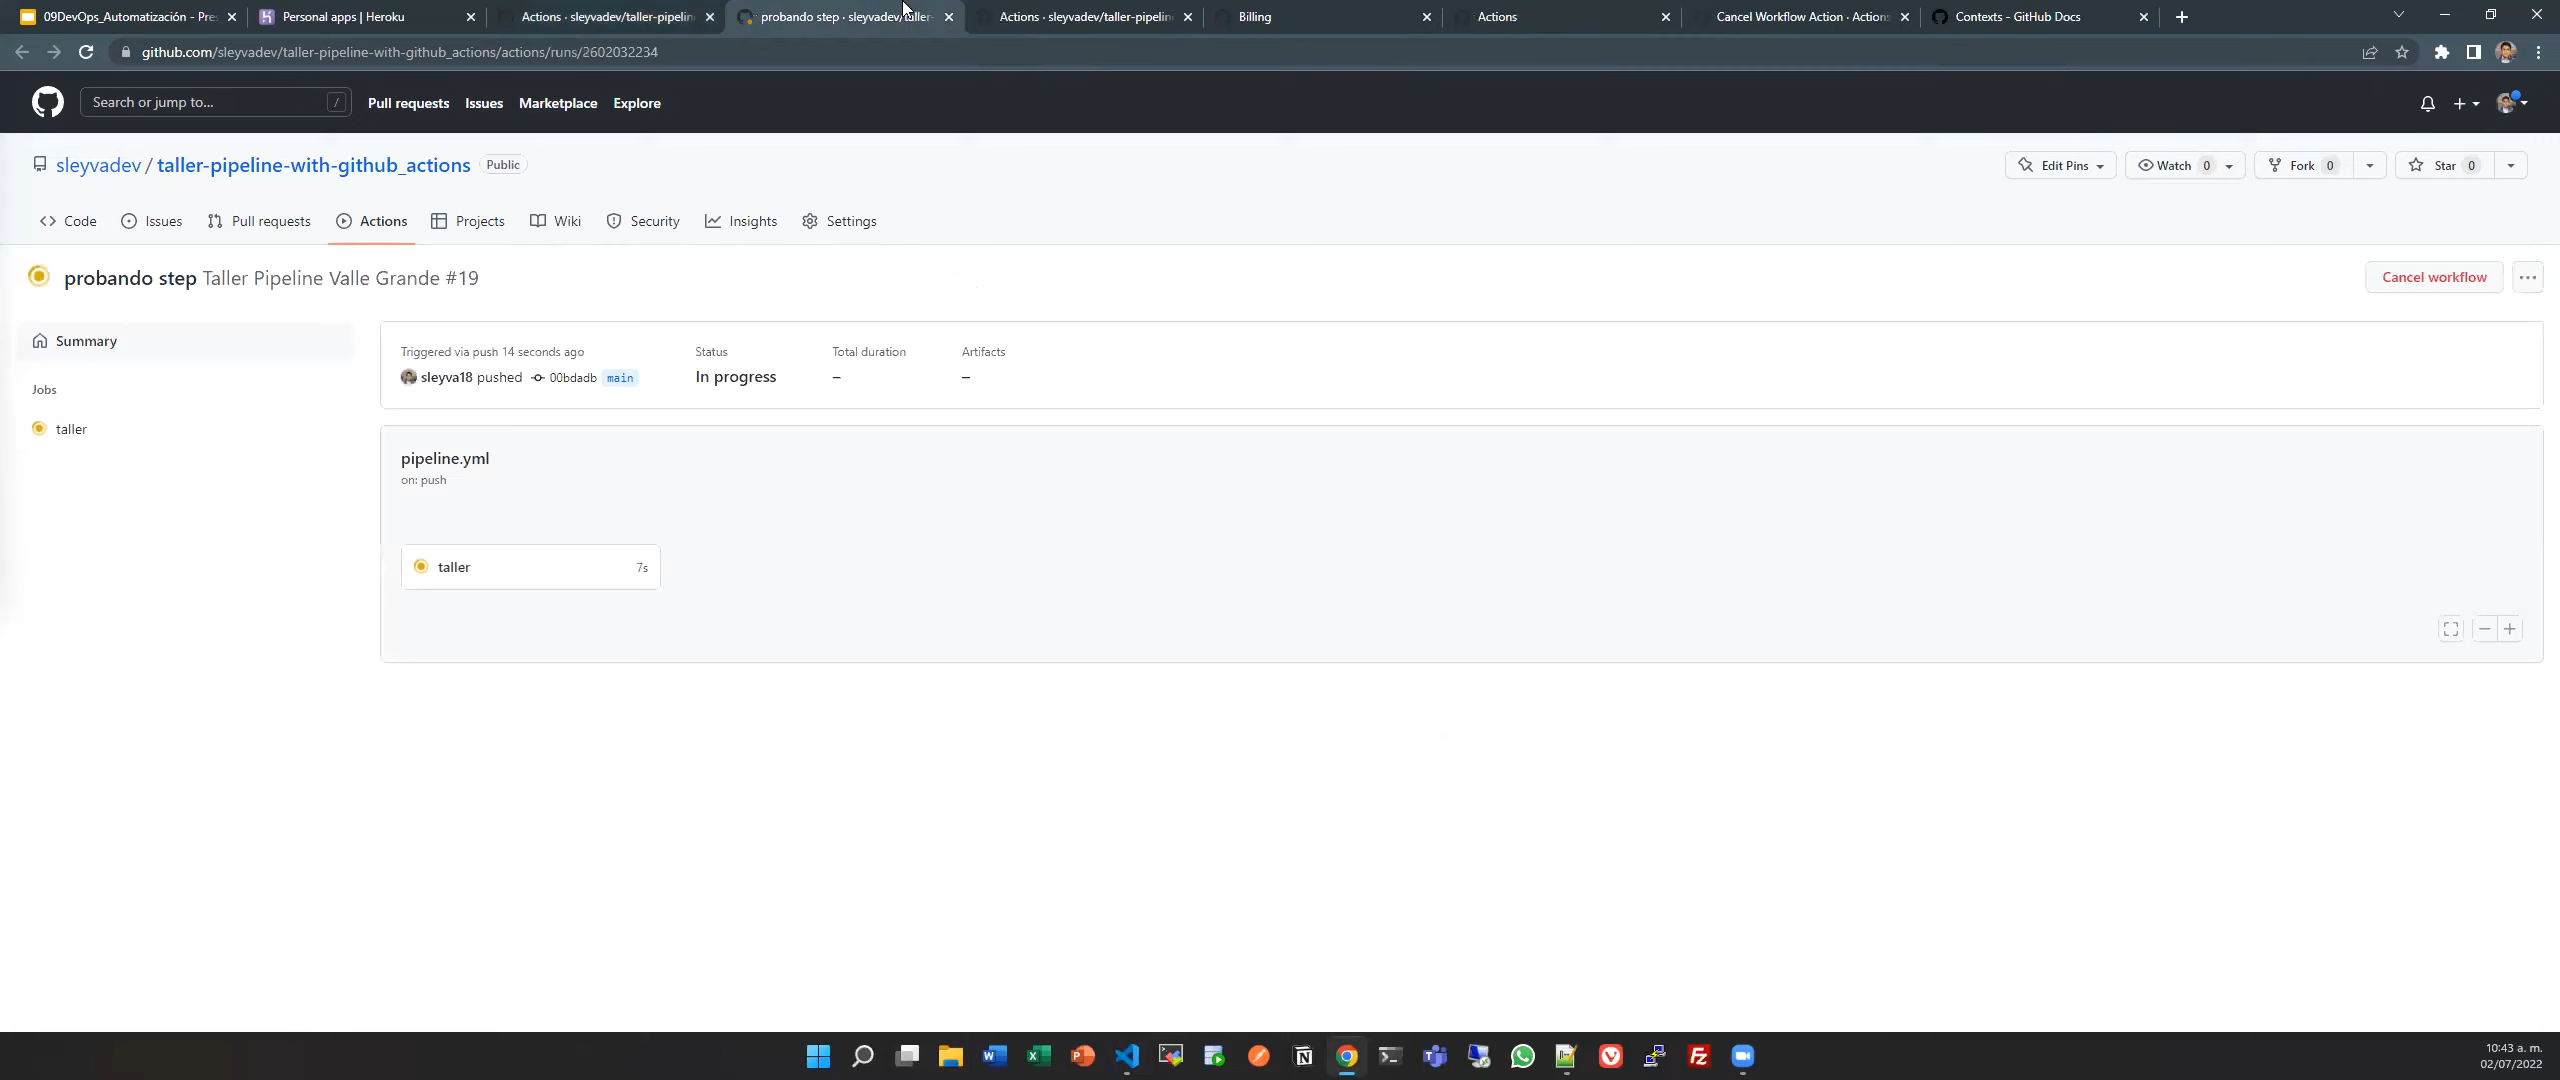 09DevOps_Automatización - Pres
Personal apps | Heroku
Actions · sleyvadev/taller-pipelin
probando step · sleyvadev/taller-
Actions · sleyvadev/taller-pipelin
Billing
Actions
Cancel Workflow Action · Actions
Contexts - GitHub Docs
github.com/sleyvadev/taller-pipeline-with-github_actions/actions/runs/2602032234
Search or jump to... /
Pull requests Issues Marketplace Explore
sleyvadev / taller-pipeline-with-github_actions Public
Edit Pins Watch 0 Fork 0 Star 0
Code Issues Pull requests Actions Projects Wiki Security Insights Settings
probando step Taller Pipeline Valle Grande #19
Cancel workflow
Summary
Jobs
taller
Triggered via push 14 seconds ago
sleyva18 pushed 00bdadb main
Status
In progress
Total duration
–
Artifacts
–
pipeline.yml
on: push
taller 7s
10:43 a. m.
02/07/2022